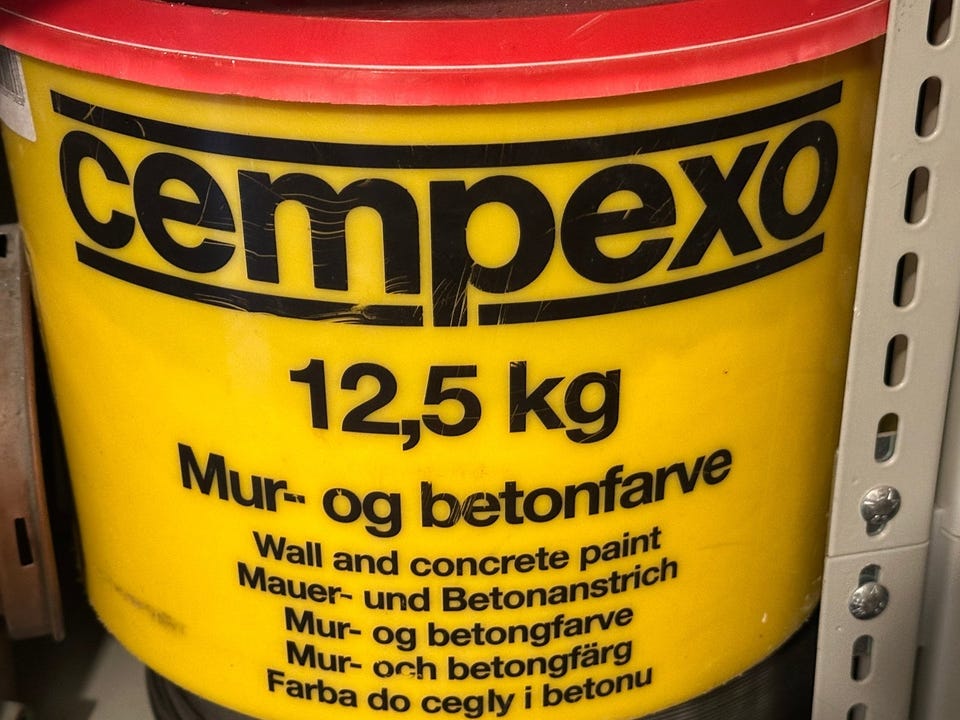 cempexo
12,5 kg
Mur- og betonfarve
Wall and concrete paint
Mauer- und Betonanstrich
Mur- og betongfarve
Mur- och betongfärg
Farba do cegly i betonu